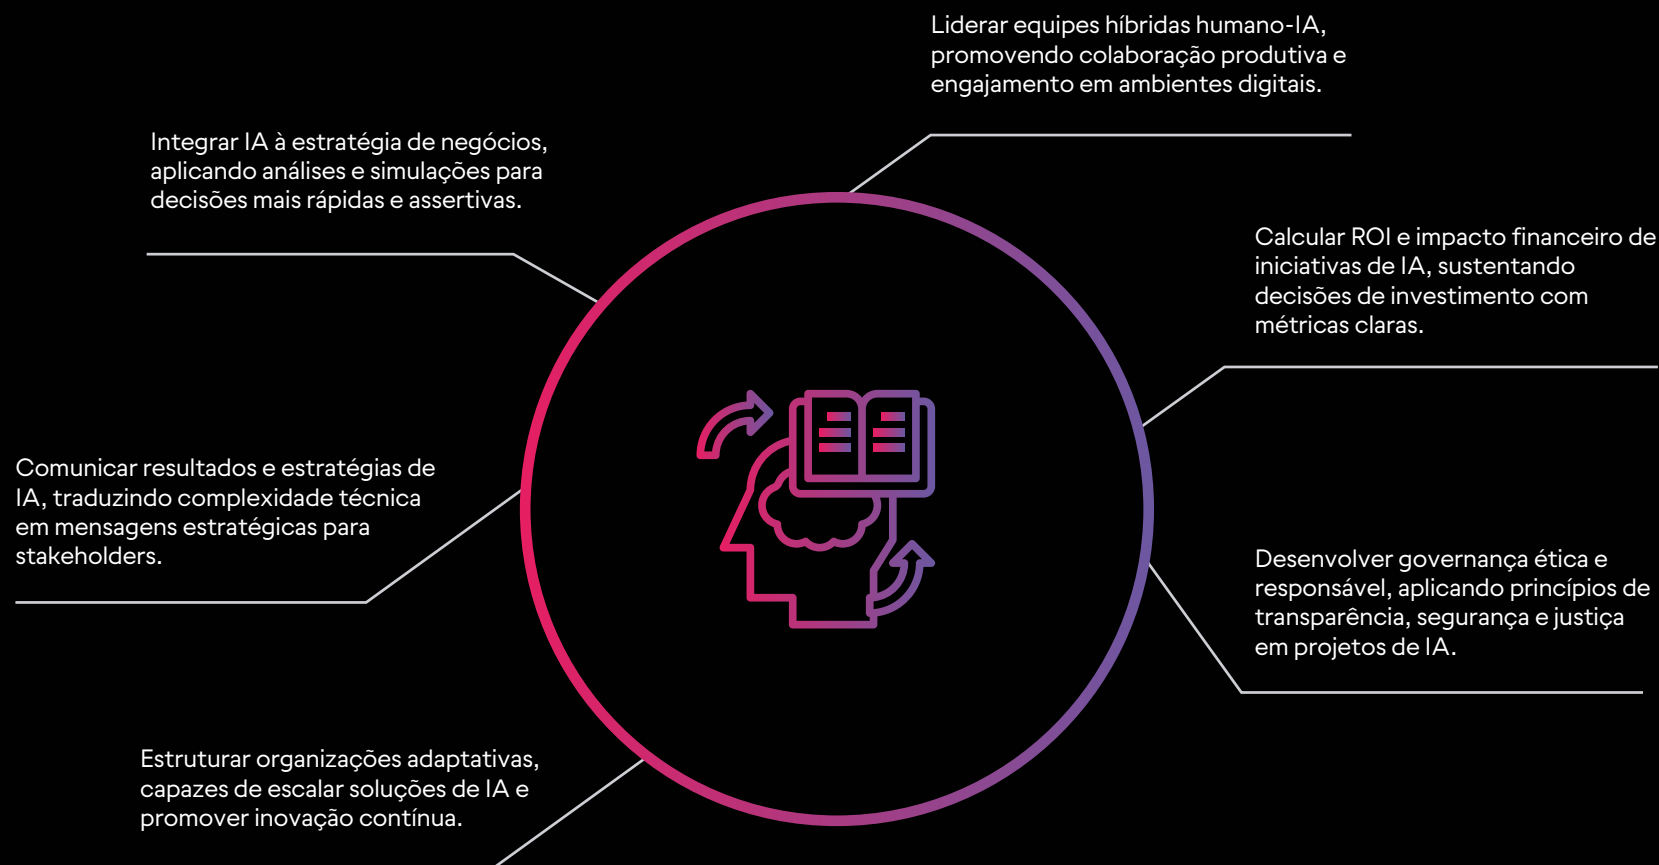 Liderar equipes híbridas humano-IA,
promovendo colaboração produtiva e
engajamento em ambientes digitais.
Integrar IA à estratégia de negócios,
aplicando análises e simulações para
decisões mais rápidas e assertivas.
Calcular ROI e impacto financeiro de
iniciativas de IA, sustentando
decisões de investimento com
métricas claras.
Comunicar resultados e estratégias de
IA, traduzindo complexidade técnica
em mensagens estratégicas para
stakeholders.
Desenvolver governança ética e
responsável, aplicando princípios de
transparência, segurança e justiça
em projetos de IA.
Estruturar organizações adaptativas,
capazes de escalar soluções de IA e
promover inovação contínua.